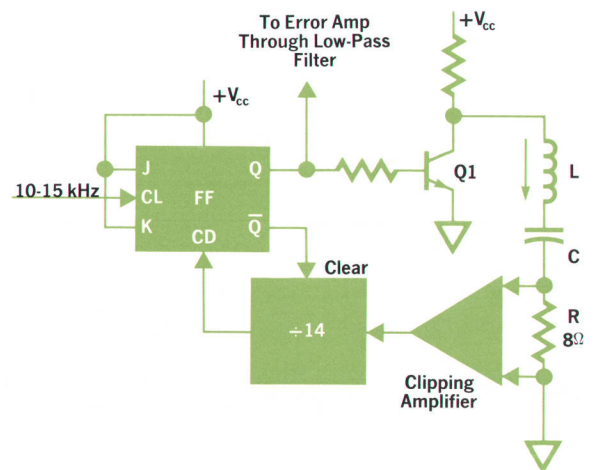 To Error Amp
Through Low-Pass
Filter
+Vcc
+Vcc
J
Q
Q1
L
10-15 kHz
CL
FF
K
CD
Q̅
Clear
C
÷14
R
8Ω
Clipping
Amplifier